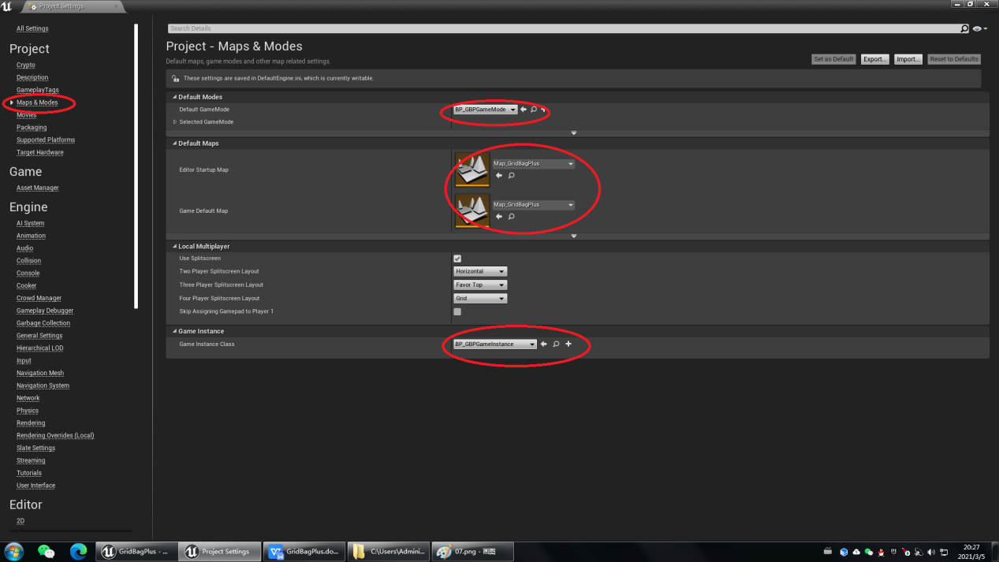 Project Settings
All Settings
Project
Crypto
Description
GameplayTags
Maps & Modes
Movies
Packaging
Supported Platforms
Target Hardware
Game
Asset Manager
Engine
AI System
Animation
Audio
Collision
Console
Cooker
Crowd Manager
Gameplay Debugger
Garbage Collection
General Settings
Hierarchical LOD
Input
Navigation Mesh
Navigation System
Network
Physics
Rendering
Rendering Overrides (Local)
Slate Settings
Streaming
Tutorials
User Interface
Editor
2D
Search Details
Project - Maps & Modes
Default maps, game modes and other map related settings.
Set as Default Export... Import... Reset to Defaults
These settings are saved in DefaultEngine.ini, which is currently writable.
Default Modes
Default GameMode BP_GBPGameMode
Selected GameMode
Default Maps
Editor Startup Map Map_GridBagPlus
Game Default Map Map_GridBagPlus
Local Multiplayer
Use Splitscreen
Two Player Splitscreen Layout Horizontal
Three Player Splitscreen Layout Favor Top
Four Player Splitscreen Layout Grid
Skip Assigning Gamepad to Player 1
Game Instance
Game Instance Class BP_GBPGameInstance
GridBagPlus - ... Project Settings GridBagPlus.do... C:\Users\Admini... 07.png - 画图
20:27
2021/3/5